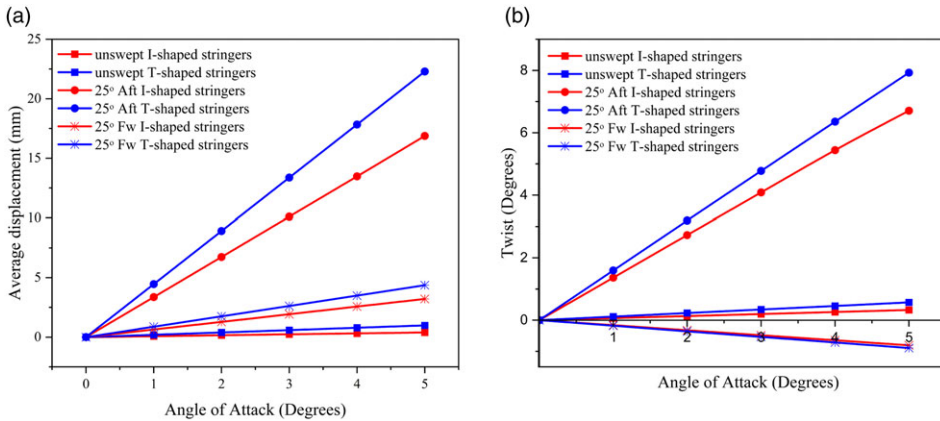 (a)
25
20
15
10
5
0
Average displacement (mm)
unswept I-shaped stringers
unswept T-shaped stringers
25° Aft I-shaped stringers
25° Aft T-shaped stringers
25° Fw I-shaped stringers
25° Fw T-shaped stringers
0 1 2 3 4 5
Angle of Attack (Degrees)
(b)
8
6
4
2
0
Twist (Degrees)
unswept I-shaped stringers
unswept T-shaped stringers
25° Aft I-shaped stringers
25° Aft T-shaped stringers
25° Fw I-shaped stringers
25° Fw T-shaped stringers
1 2 3 4 5
Angle of Attack (Degrees)